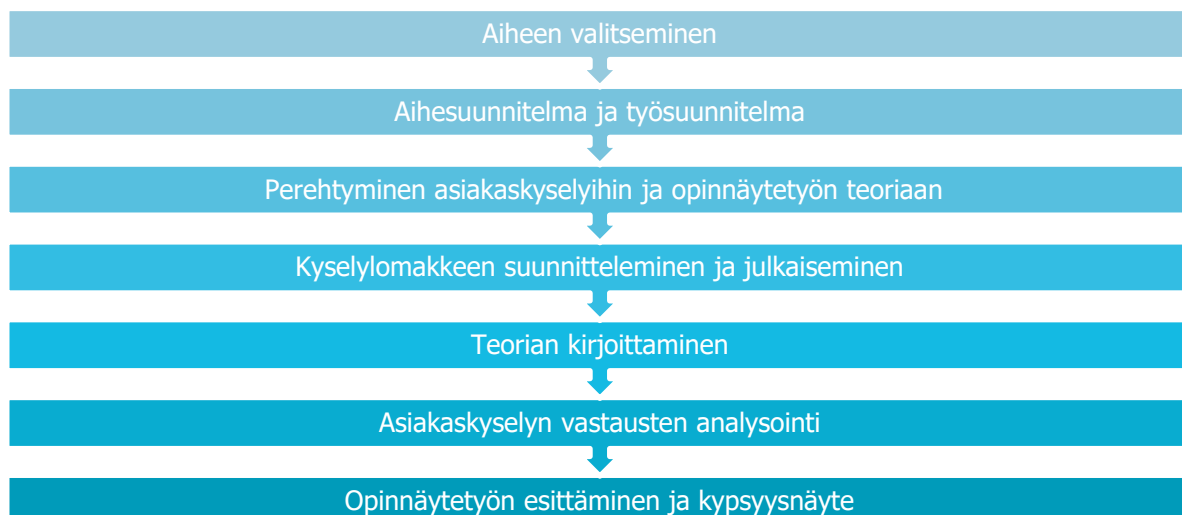 Aiheen valitseminen
Aihesuunnitelma ja työsuunnitelma
Perehtyminen asiakaskyselyihin ja opinnäytetyön teoriaan
Kyselylomakkeen suunnitteleminen ja julkaiseminen
Teorian kirjoittaminen
Asiakaskyselyn vastausten analysointi
Opinnäytetyön esittäminen ja kypsyysnäyte